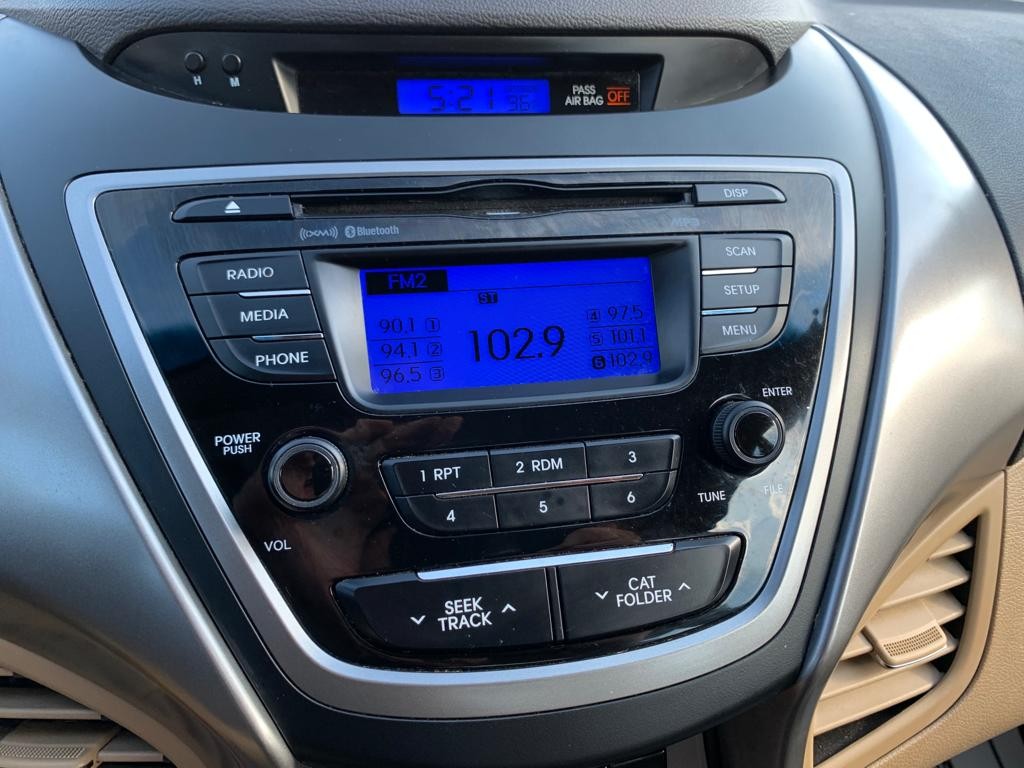 H M
5:21 36
PASS
AIR BAG OFF
DISP
((XM)) Bluetooth MP3
RADIO
MEDIA
PHONE
FM2
ST
90.1 1
94.1 2
96.5 3
102.9
4 97.5
5 101.1
6 102.9
SCAN
SETUP
MENU
POWER
PUSH
VOL
1 RPT 2 RDM 3
4 5 6
ENTER
TUNE FILE
SEEK
TRACK
CAT
FOLDER